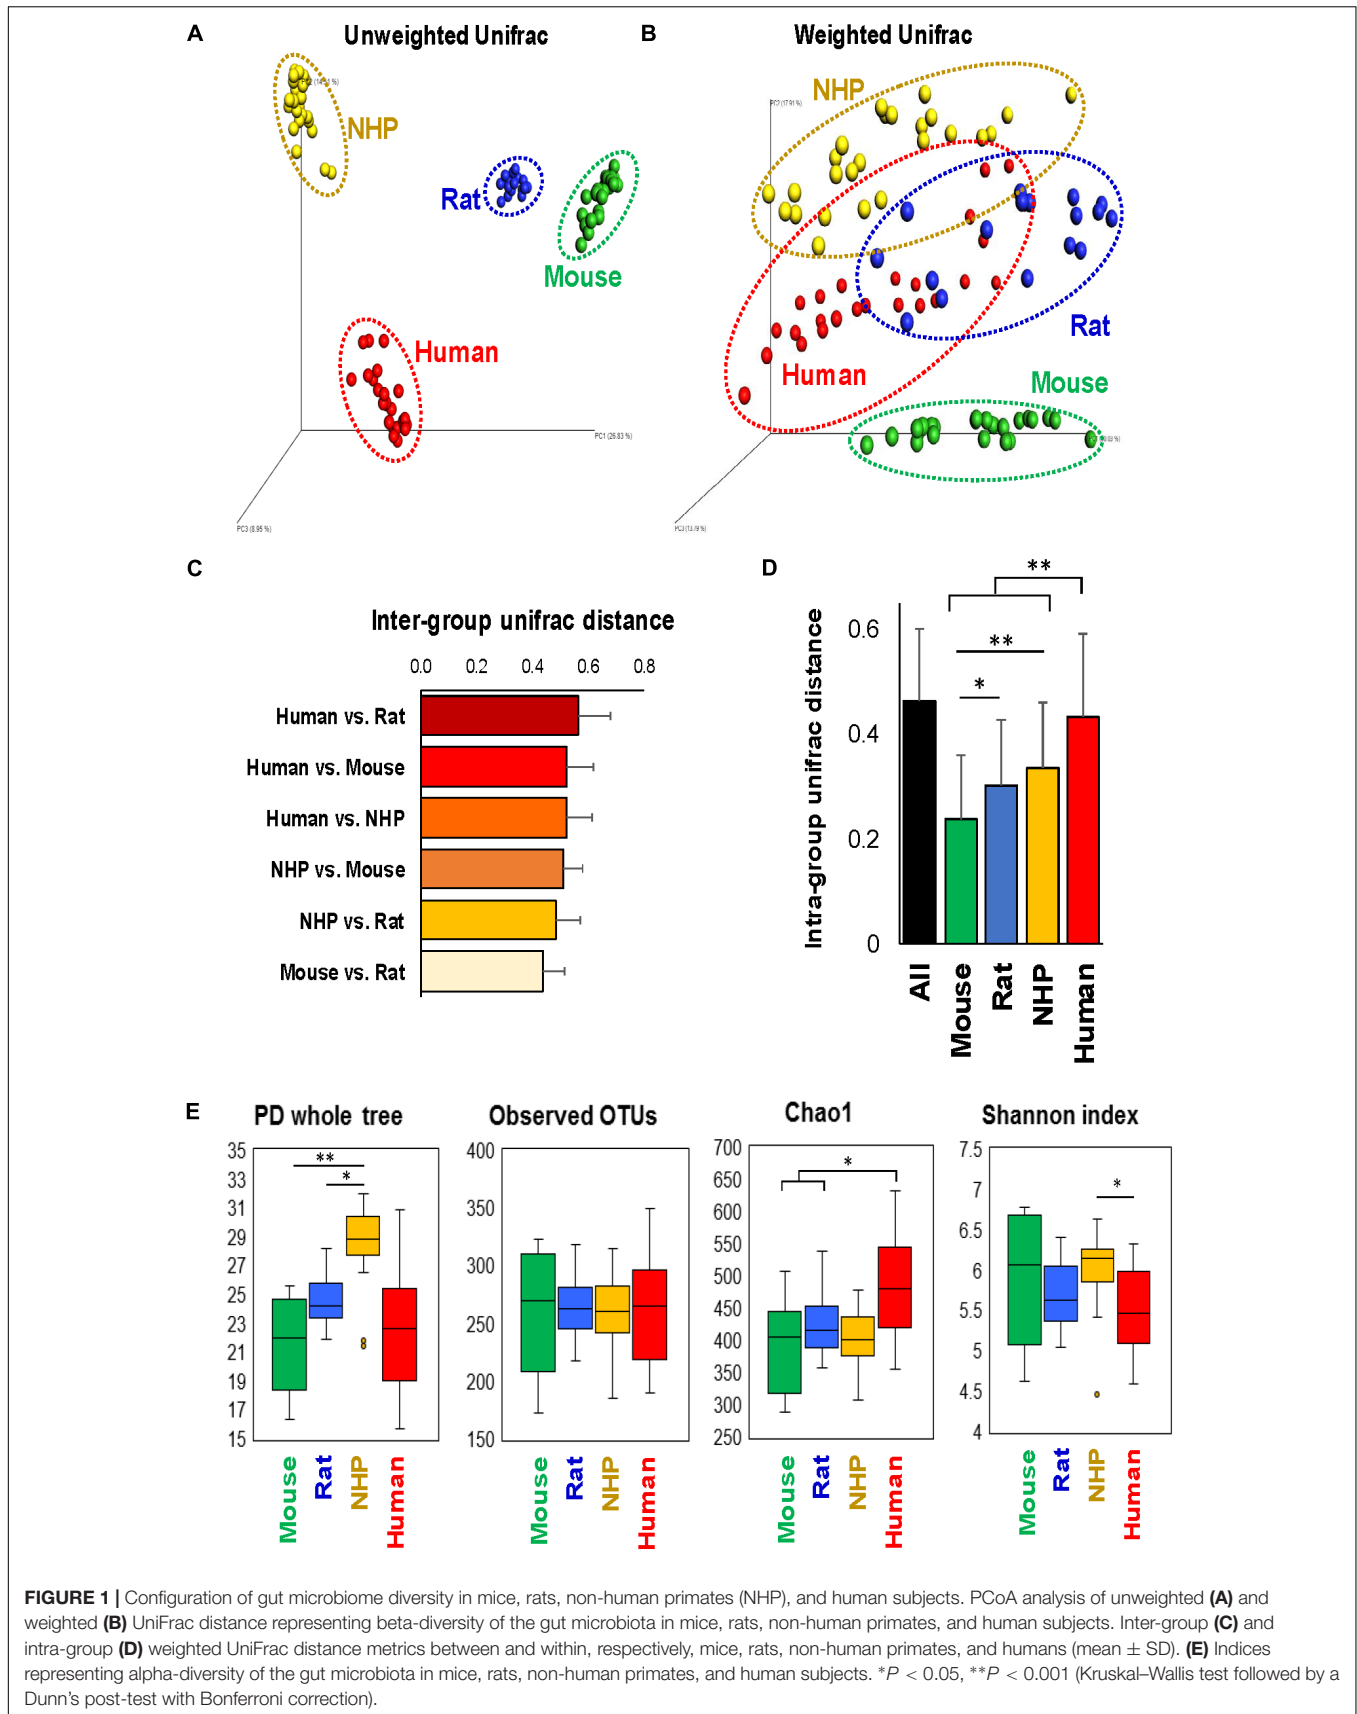 A
Unweighted Unifrac
B
Weighted Unifrac
NHP
Rat
Mouse
Human
PC1 (26.83 %)
PC3 (8.95 %)
NHP
PC2 (17.91 %)
Rat
Human
Mouse
PC3 (13.79 %)
C
Inter-group unifrac distance
0.0 0.2 0.4 0.6 0.8
Human vs. Rat
Human vs. Mouse
Human vs. NHP
NHP vs. Mouse
NHP vs. Rat
Mouse vs. Rat
D
Intra-group unifrac distance
0.6
0.4
0.2
0
**
**
*
All
Mouse
Rat
NHP
Human
E
PD whole tree
35
33
31
29
27
25
23
21
19
17
15
**
*
Mouse
Rat
NHP
Human
Observed OTUs
400
350
300
250
200
150
Mouse
Rat
NHP
Human
Chao1
700
650
600
550
500
450
400
350
300
250
*
Mouse
Rat
NHP
Human
Shannon index
7.5
7
6.5
6
5.5
5
4.5
4
*
Mouse
Rat
NHP
Human
FIGURE 1 | Configuration of gut microbiome diversity in mice, rats, non-human primates (NHP), and human subjects. PCoA analysis of unweighted (A) and
weighted (B) UniFrac distance representing beta-diversity of the gut microbiota in mice, rats, non-human primates, and human subjects. Inter-group (C) and
intra-group (D) weighted UniFrac distance metrics between and within, respectively, mice, rats, non-human primates, and humans (mean ± SD). (E) Indices
representing alpha-diversity of the gut microbiota in mice, rats, non-human primates, and human subjects. *P < 0.05, **P < 0.001 (Kruskal–Wallis test followed by a
Dunn's post-test with Bonferroni correction).